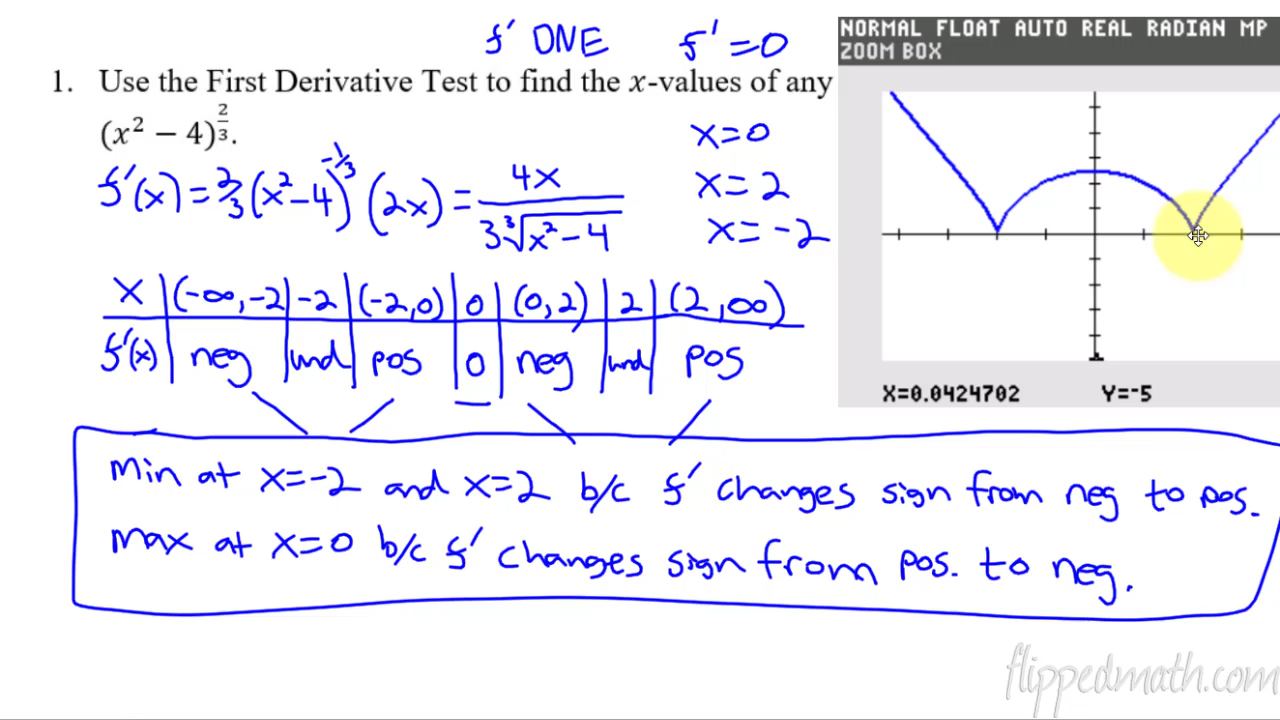 f' DNE f'=0
NORMAL FLOAT AUTO REAL RADIAN MP
ZOOM BOX
1. Use the First Derivative Test to find the x-values of any
(x² − 4)^(2/3).
x=0
f'(x) = 2/3 (x²−4)^(−1/3) (2x) = 4x / 3∛(x²−4)
x=2
x=−2
x | (−∞,−2) | −2 | (−2,0) | 0 | (0,2) | 2 | (2,∞)
f'(x) | neg | und | pos | 0 | neg | und | pos
X=0.0424702 Y=-5
min at x=−2 and x=2 b/c f' changes sign from neg to pos.
max at x=0 b/c f' changes sign from pos. to neg.
flippedmath.com